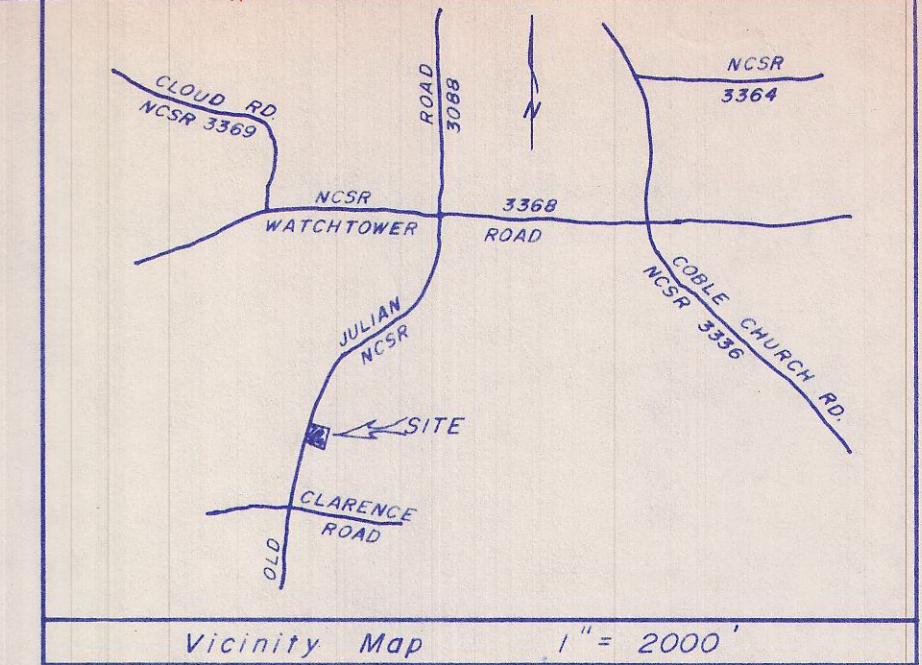 CLOUD RD.
NCSR 3369
ROAD
3088
N
NCSR
3364
NCSR 3368
WATCHTOWER ROAD
COBLE CHURCH RD.
NCSR 3336
JULIAN
NCSR
SITE
CLARENCE
ROAD
OLD
Vicinity Map 1" = 2000'